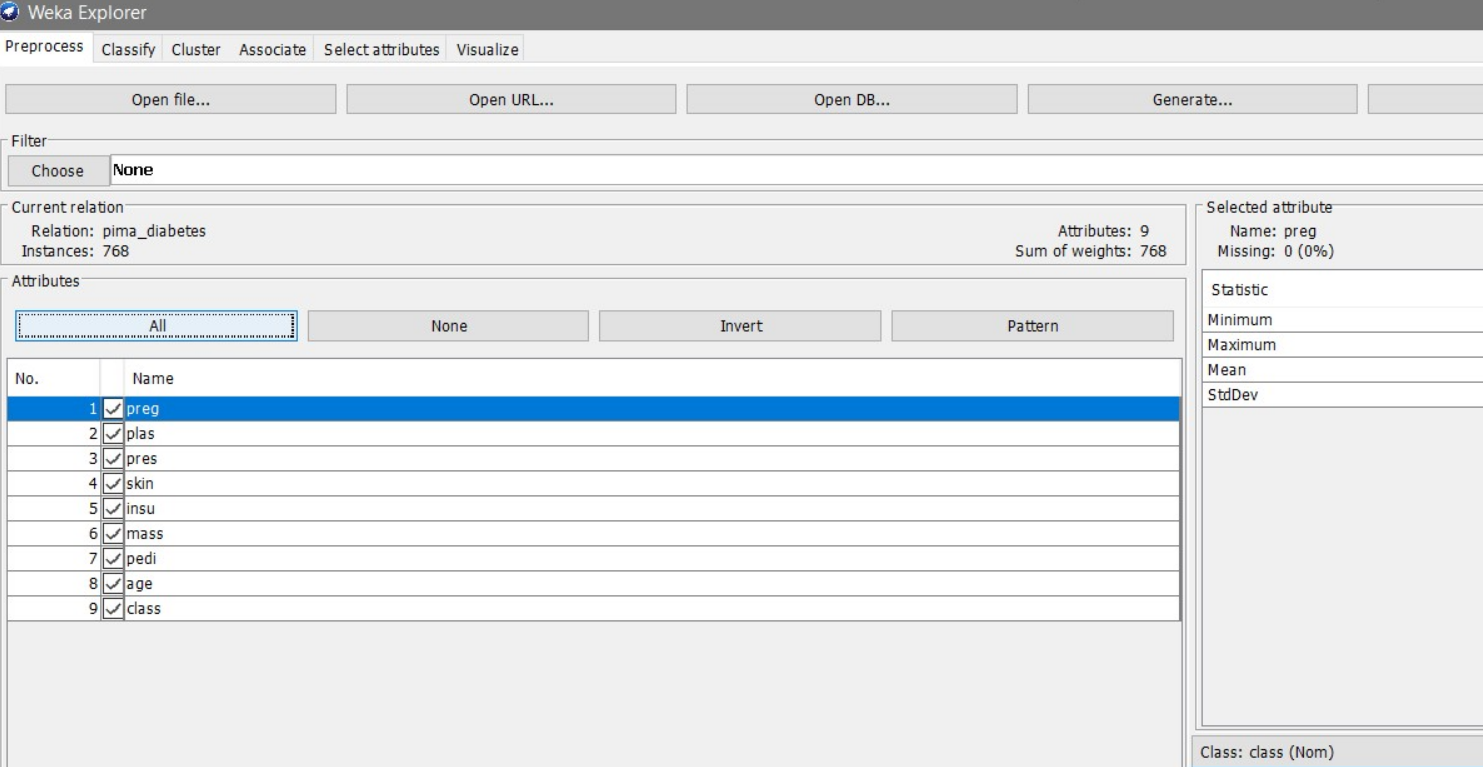 Weka Explorer
Preprocess Classify Cluster Associate Select attributes Visualize
Open file... Open URL... Open DB... Generate...
Filter
Choose None
Current relation
Relation: pima_diabetes Attributes: 9
Instances: 768 Sum of weights: 768
Selected attribute
Name: preg
Missing: 0 (0%)
Attributes
All None Invert Pattern
No. Name
1 preg
2 plas
3 pres
4 skin
5 insu
6 mass
7 pedi
8 age
9 class
Statistic
Minimum
Maximum
Mean
StdDev
Class: class (Nom)